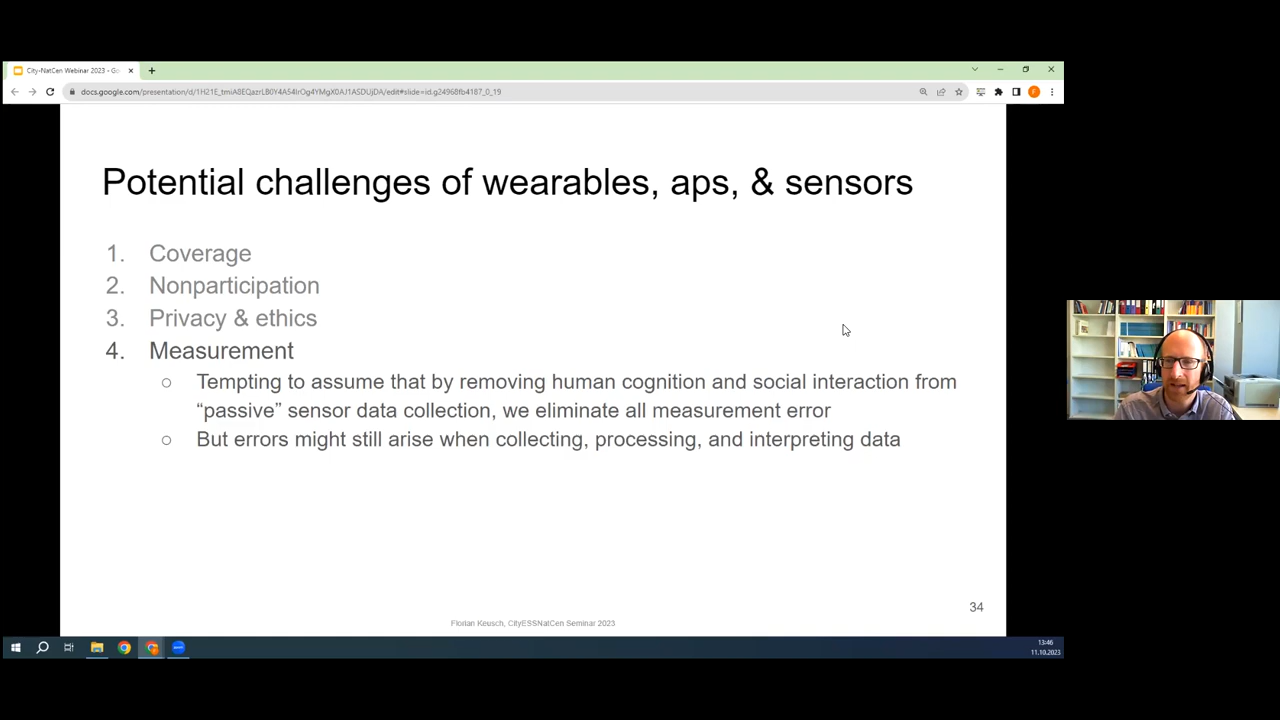 City-NatCen Webinar 2023 - Go
docs.google.com/presentation/d/1H21E_tmiA8EQazrLB0Y4A54IrOg4YMgX0AJ1ASDUjDA/edit#slide=id.g24968fb4187_0_19
F
Potential challenges of wearables, aps, & sensors
1. Coverage
2. Nonparticipation
3. Privacy & ethics
4. Measurement
○ Tempting to assume that by removing human cognition and social interaction from
“passive” sensor data collection, we eliminate all measurement error
○ But errors might still arise when collecting, processing, and interpreting data
34
Florian Keusch, CityESSNatCen Seminar 2023
13:46
11.10.2023